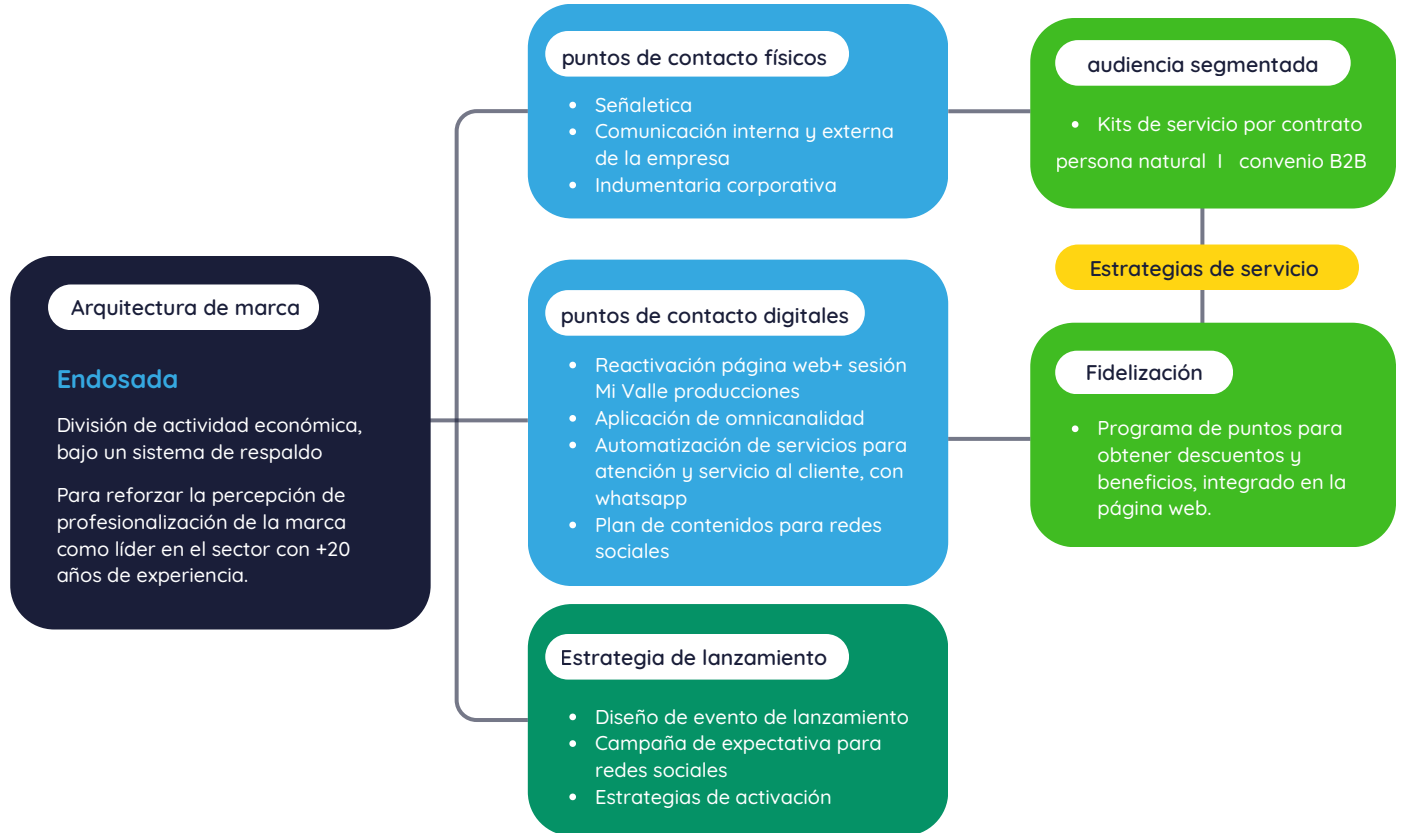 Arquitectura de marca
Endosada
División de actividad económica,
bajo un sistema de respaldo
Para reforzar la percepción de
profesionalización de la marca
como líder en el sector con +20
años de experiencia.
puntos de contacto físicos
• Señaletica
• Comunicación interna y externa
de la empresa
• Indumentaria corporativa
puntos de contacto digitales
• Reactivación página web+ sesión
Mi Valle producciones
• Aplicación de omnicanalidad
• Automatización de servicios para
atención y servicio al cliente, con
whatsapp
• Plan de contenidos para redes
sociales
Estrategia de lanzamiento
• Diseño de evento de lanzamiento
• Campaña de expectativa para
redes sociales
• Estrategias de activación
audiencia segmentada
• Kits de servicio por contrato
persona natural I convenio B2B
Estrategias de servicio
Fidelización
• Programa de puntos para
obtener descuentos y
beneficios, integrado en la
página web.